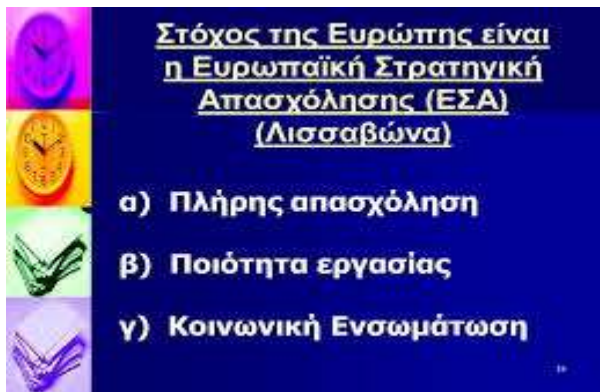 Στόχος της Ευρώπης είναι
η Ευρωπαϊκή Στρατηγική
Απασχόλησης (ΕΣΑ)
(Λισσαβώνα)
α) Πλήρης απασχόληση
β) Ποιότητα εργασίας
γ) Κοινωνική Ενσωμάτωση